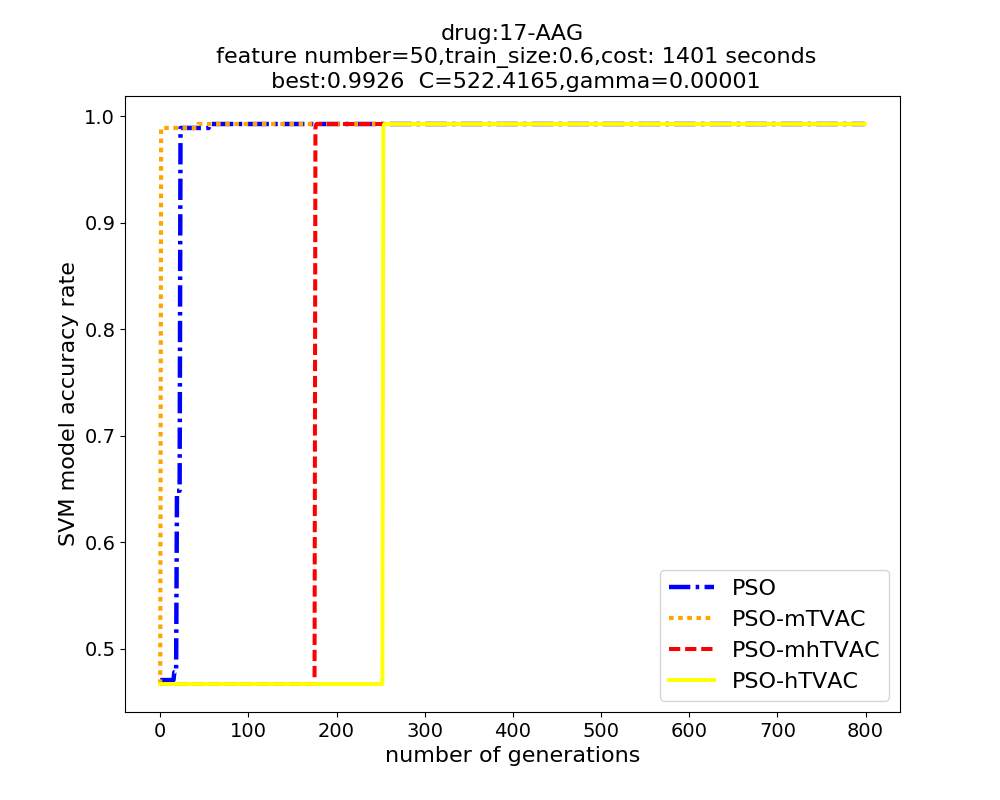 drug:17-AAG
feature number=50,train_size:0.6,cost: 1401 seconds
best:0.9926  C=522.4165,gamma=0.00001
SVM model accuracy rate
1.0
0.9
0.8
0.7
0.6
0.5
PSO
PSO-mTVAC
PSO-mhTVAC
PSO-hTVAC
0 100 200 300 400 500 600 700 800
number of generations